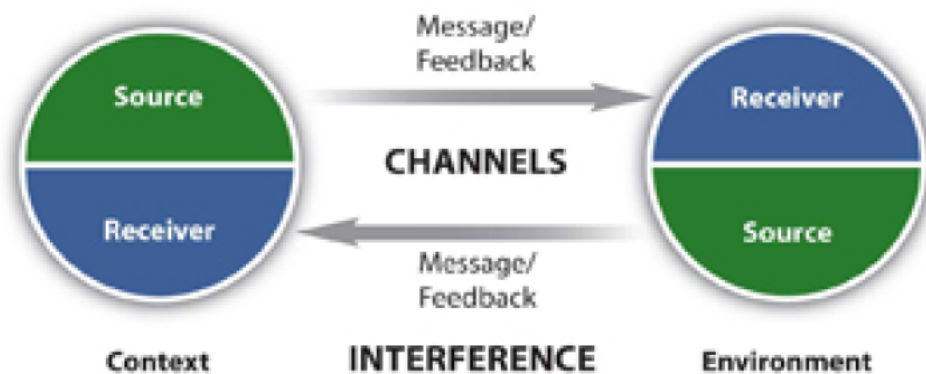 Message/
Feedback
Source
Receiver
CHANNELS
Receiver
Source
Message/
Feedback
Context
INTERFERENCE
Environment